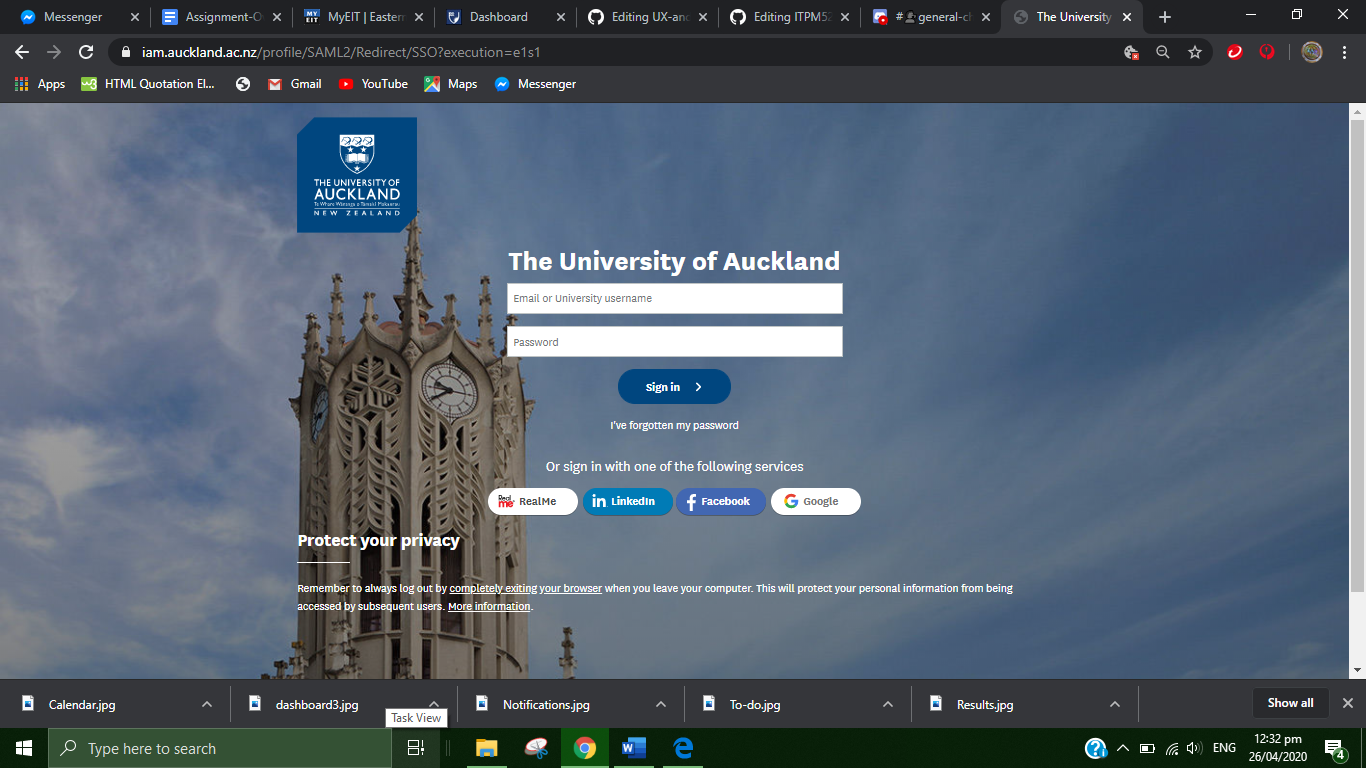 Messenger
Assignment-O
MyEIT | Eastern
Dashboard
Editing UX-and
Editing ITPM52
# general-ch
The University
iam.auckland.ac.nz/profile/SAML2/Redirect/SSO?execution=e1s1
Apps
HTML Quotation El...
Gmail
YouTube
Maps
Messenger
THE UNIVERSITY OF
AUCKLAND
Te Whare Wānanga o Tāmaki Makaurau
NEW ZEALAND
The University of Auckland
Email or University username
Password
Sign in
I've forgotten my password
Or sign in with one of the following services
RealMe
LinkedIn
Facebook
Google
Protect your privacy
Remember to always log out by completely exiting your browser when you leave your computer. This will protect your personal information from being
accessed by subsequent users. More information.
Calendar.jpg
dashboard3.jpg
Notifications.jpg
To-do.jpg
Results.jpg
Show all
Task View
Type here to search
ENG
12:32 pm
26/04/2020
4